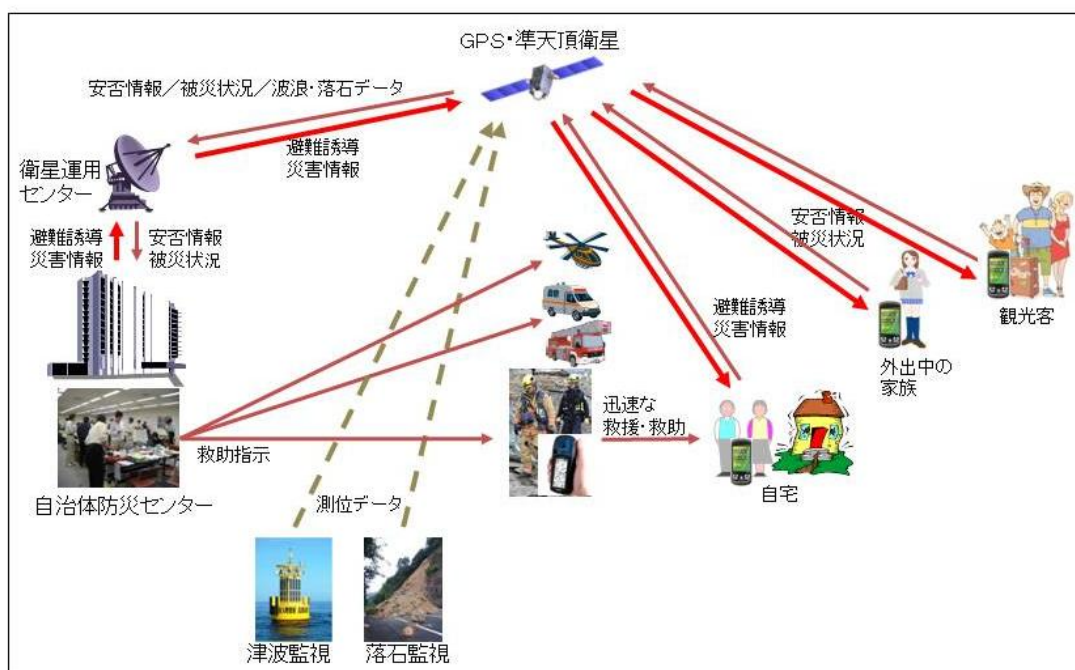 GPS・準天頂衛星
安否情報／被災状況／波浪・落石データ
避難誘導
災害情報
衛星運用
センター
避難誘導
災害情報
安否情報
被災状況
安否情報
被災状況
観光客
外出中の
家族
避難誘導
災害情報
迅速な
救援・救助
救助指示
自宅
自治体防災センター
測位データ
津波監視
落石監視